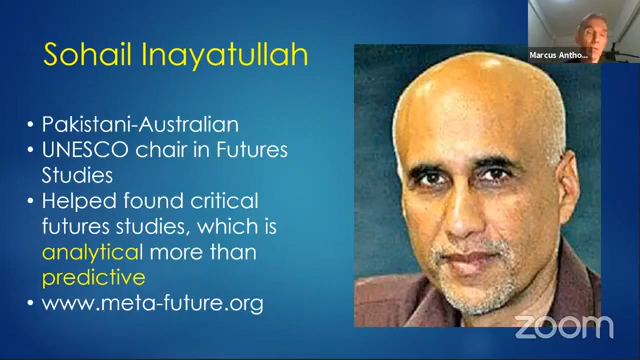 Sohail Inayatullah
Marcus Antho...
• Pakistani-Australian
• UNESCO chair in Futures
Studies
• Helped found critical
futures studies, which is
analytical more than
predictive
• www.meta-future.org
zoom